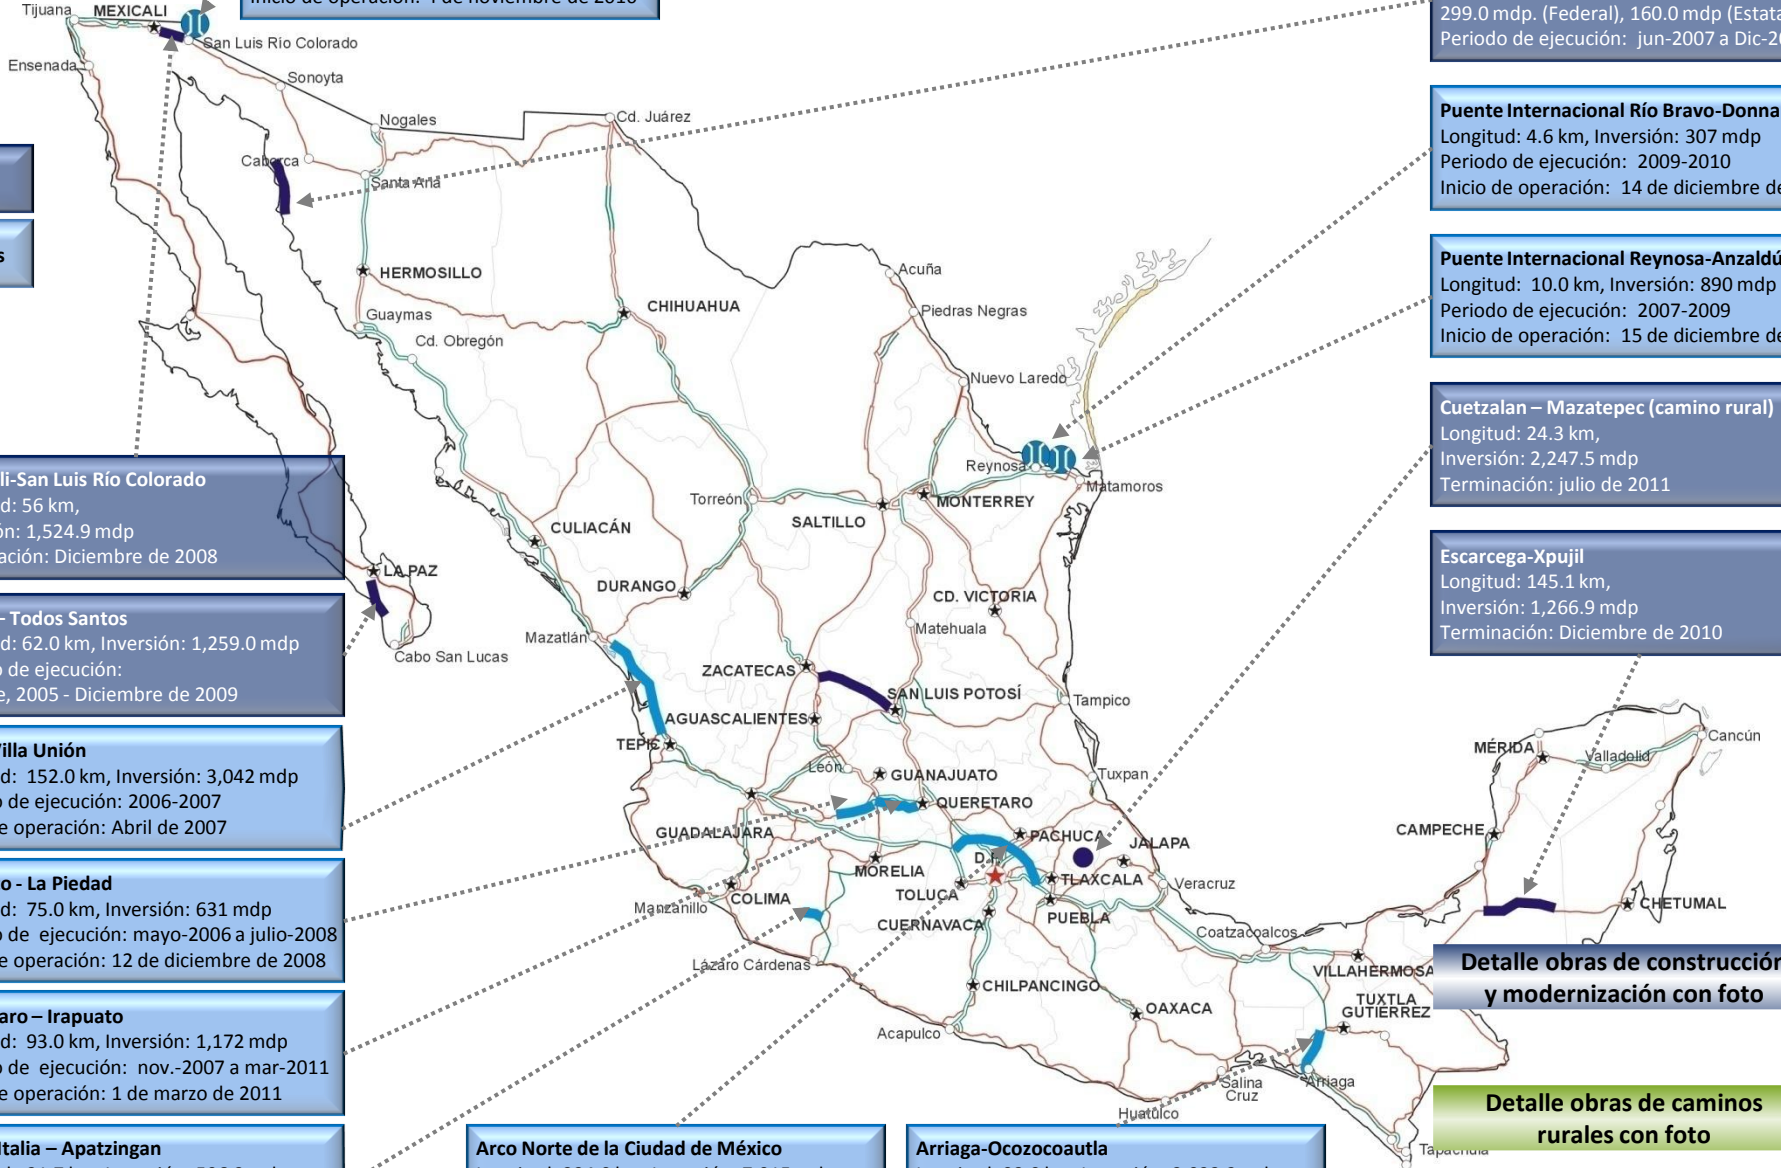 Inicio de operación: 4 de noviembre de 2010
299.0 mdp. (Federal), 160.0 mdp (Estata
Periodo de ejecución: jun-2007 a Dic-20
Puente Internacional Río Bravo-Donna
Longitud: 4.6 km, Inversión: 307 mdp
Periodo de ejecución: 2009-2010
Inicio de operación: 14 de diciembre de
Puente Internacional Reynosa-Anzaldú
Longitud: 10.0 km, Inversión: 890 mdp
Periodo de ejecución: 2007-2009
Inicio de operación: 15 de diciembre de
Cuetzalan – Mazatepec (camino rural)
Longitud: 24.3 km,
Inversión: 2,247.5 mdp
Terminación: julio de 2011
Escarcega-Xpujil
Longitud: 145.1 km,
Inversión: 1,266.9 mdp
Terminación: Diciembre de 2010
s
li-San Luis Río Colorado
d: 56 km,
ón: 1,524.9 mdp
ación: Diciembre de 2008
– Todos Santos
d: 62.0 km, Inversión: 1,259.0 mdp
o de ejecución:
e, 2005 - Diciembre de 2009
Villa Unión
d: 152.0 km, Inversión: 3,042 mdp
o de ejecución: 2006-2007
de operación: Abril de 2007
o - La Piedad
d: 75.0 km, Inversión: 631 mdp
o de ejecución: mayo-2006 a julio-2008
de operación: 12 de diciembre de 2008
aro – Irapuato
d: 93.0 km, Inversión: 1,172 mdp
o de ejecución: nov.-2007 a mar-2011
de operación: 1 de marzo de 2011
Italia – Apatzingan
Arco Norte de la Ciudad de México
Arriaga-Ocozocoautla
Detalle obras de construcción
y modernización con foto
Detalle obras de caminos
rurales con foto
Tijuana
MEXICALI
San Luis Río Colorado
Ensenada
Sonoyta
Nogales
Cd. Juárez
Caborca
Santa Ana
HERMOSILLO
CHIHUAHUA
Acuña
Guaymas
Piedras Negras
Cd. Obregón
Nuevo Laredo
Reynosa
Matamoros
Torreón
SALTILLO
MONTERREY
CULIACÁN
LA PAZ
DURANGO
CD. VICTORIA
Mazatlán
Matehuala
Cabo San Lucas
ZACATECAS
SAN LUIS POTOSÍ
Tampico
AGUASCALIENTES
TEPIC
León
GUANAJUATO
Tuxpan
MÉRIDA
Valladolid
Cancún
QUERETARO
GUADALAJARA
PACHUCA
JALAPA
CAMPECHE
D.F.
MORELIA
TOLUCA
TLAXCALA
Veracruz
COLIMA
Manzanillo
CUERNAVACA
PUEBLA
CHETUMAL
Coatzacoalcos
Lázaro Cárdenas
VILLAHERMOSA
CHILPANCINGO
OAXACA
TUXTLA
GUTIERREZ
Acapulco
Salina
Cruz
Arriaga
Huatulco
Tapachula